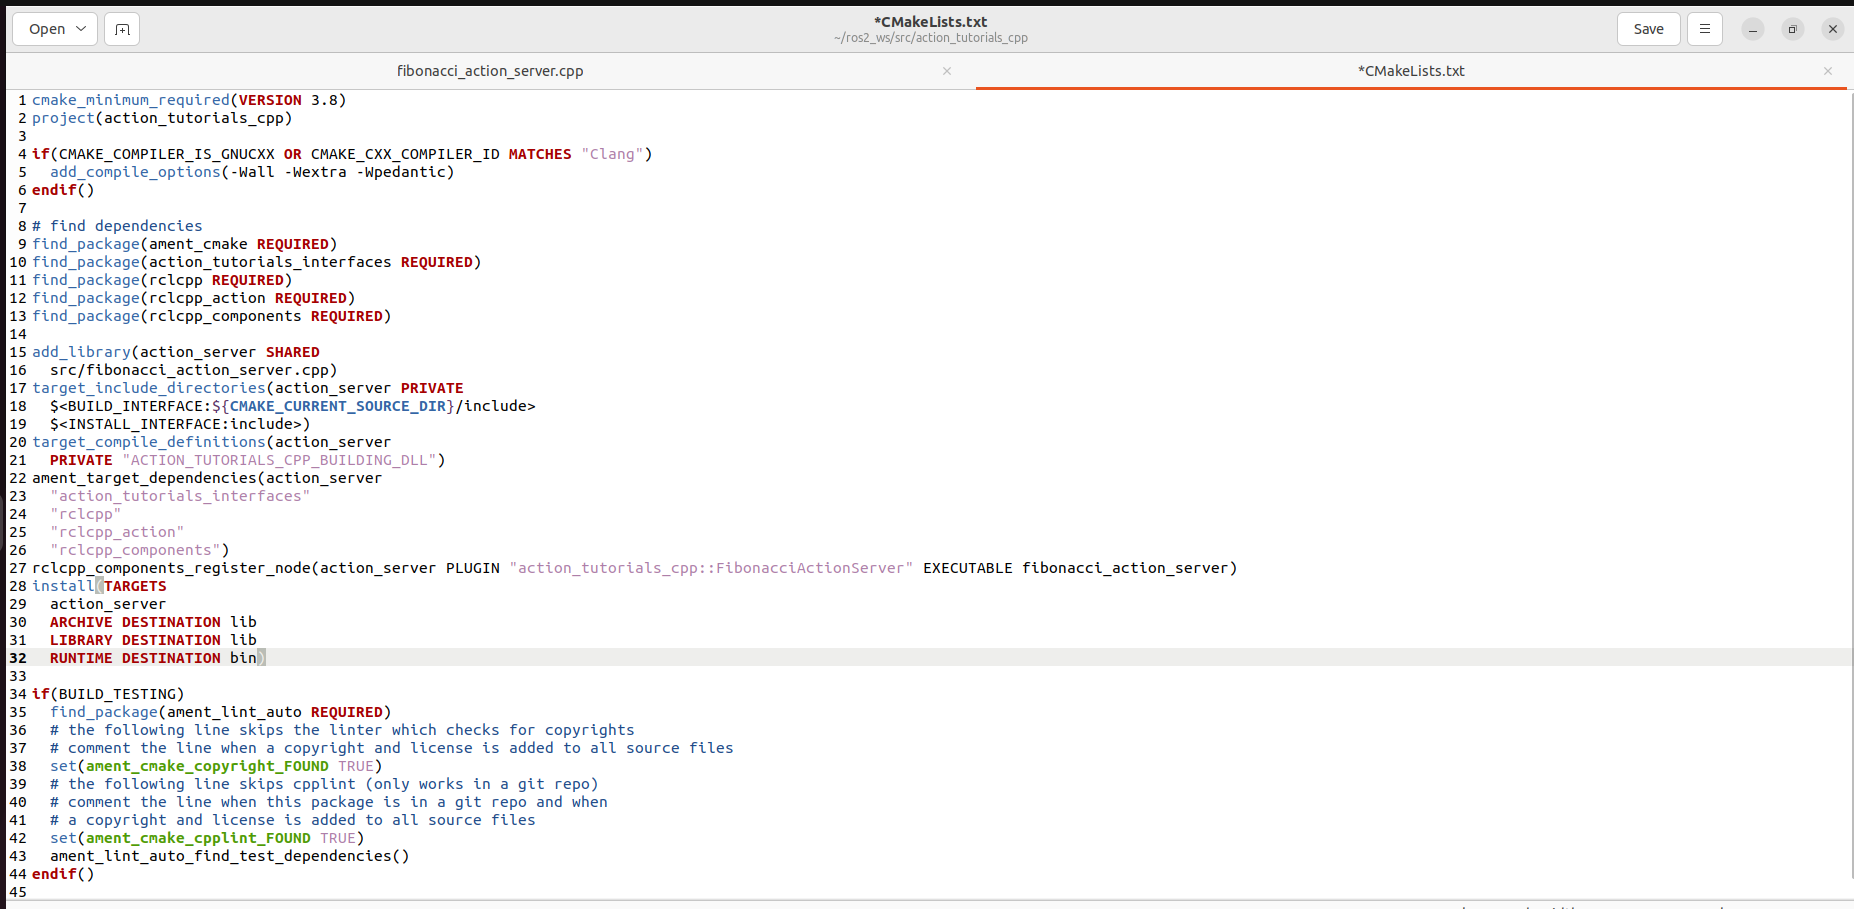 Open
*CMakeLists.txt
~/ros2_ws/src/action_tutorials_cpp
Save
fibonacci_action_server.cpp
*CMakeLists.txt
1 cmake_minimum_required(VERSION 3.8)
2 project(action_tutorials_cpp)
3
4 if(CMAKE_COMPILER_IS_GNUCXX OR CMAKE_CXX_COMPILER_ID MATCHES "Clang")
5   add_compile_options(-Wall -Wextra -Wpedantic)
6 endif()
7
8 # find dependencies
9 find_package(ament_cmake REQUIRED)
10 find_package(action_tutorials_interfaces REQUIRED)
11 find_package(rclcpp REQUIRED)
12 find_package(rclcpp_action REQUIRED)
13 find_package(rclcpp_components REQUIRED)
14
15 add_library(action_server SHARED
16   src/fibonacci_action_server.cpp)
17 target_include_directories(action_server PRIVATE
18   $<BUILD_INTERFACE:${CMAKE_CURRENT_SOURCE_DIR}/include>
19   $<INSTALL_INTERFACE:include>)
20 target_compile_definitions(action_server
21   PRIVATE "ACTION_TUTORIALS_CPP_BUILDING_DLL")
22 ament_target_dependencies(action_server
23   "action_tutorials_interfaces"
24   "rclcpp"
25   "rclcpp_action"
26   "rclcpp_components")
27 rclcpp_components_register_node(action_server PLUGIN "action_tutorials_cpp::FibonacciActionServer" EXECUTABLE fibonacci_action_server)
28 install(TARGETS
29   action_server
30   ARCHIVE DESTINATION lib
31   LIBRARY DESTINATION lib
32   RUNTIME DESTINATION bin)
33
34 if(BUILD_TESTING)
35   find_package(ament_lint_auto REQUIRED)
36   # the following line skips the linter which checks for copyrights
37   # comment the line when a copyright and license is added to all source files
38   set(ament_cmake_copyright_FOUND TRUE)
39   # the following line skips cpplint (only works in a git repo)
40   # comment the line when this package is in a git repo and when
41   # a copyright and license is added to all source files
42   set(ament_cmake_cpplint_FOUND TRUE)
43   ament_lint_auto_find_test_dependencies()
44 endif()
45